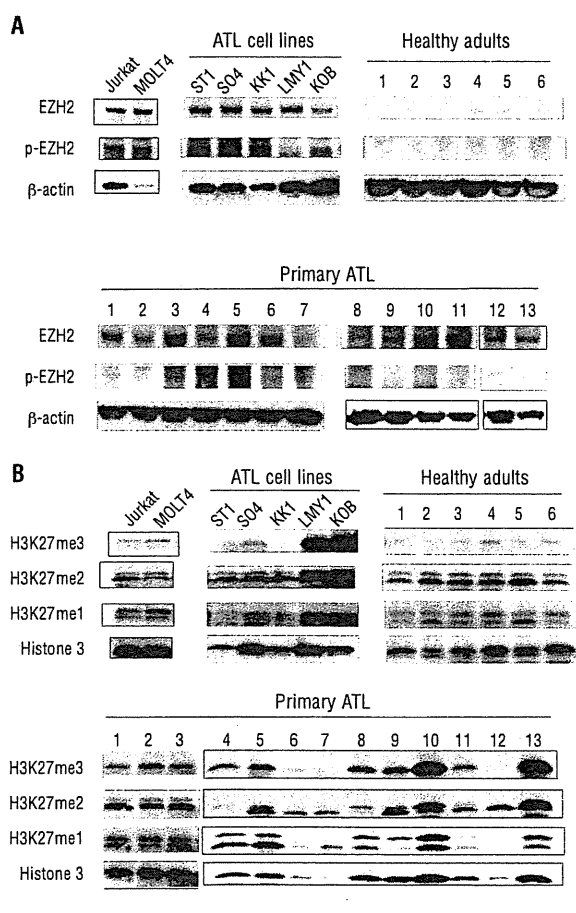 A
ATL cell lines Healthy adults
Jurkat MOLT4 ST1 SO4 KK1 LMY1 KOB 1 2 3 4 5 6
EZH2
p-EZH2
β-actin
Primary ATL
1 2 3 4 5 6 7 8 9 10 11 12 13
EZH2
p-EZH2
β-actin
B
ATL cell lines Healthy adults
Jurkat MOLT4 ST1 SO4 KK1 LMY1 KOB 1 2 3 4 5 6
H3K27me3
H3K27me2
H3K27me1
Histone 3
Primary ATL
1 2 3 4 5 6 7 8 9 10 11 12 13
H3K27me3
H3K27me2
H3K27me1
Histone 3